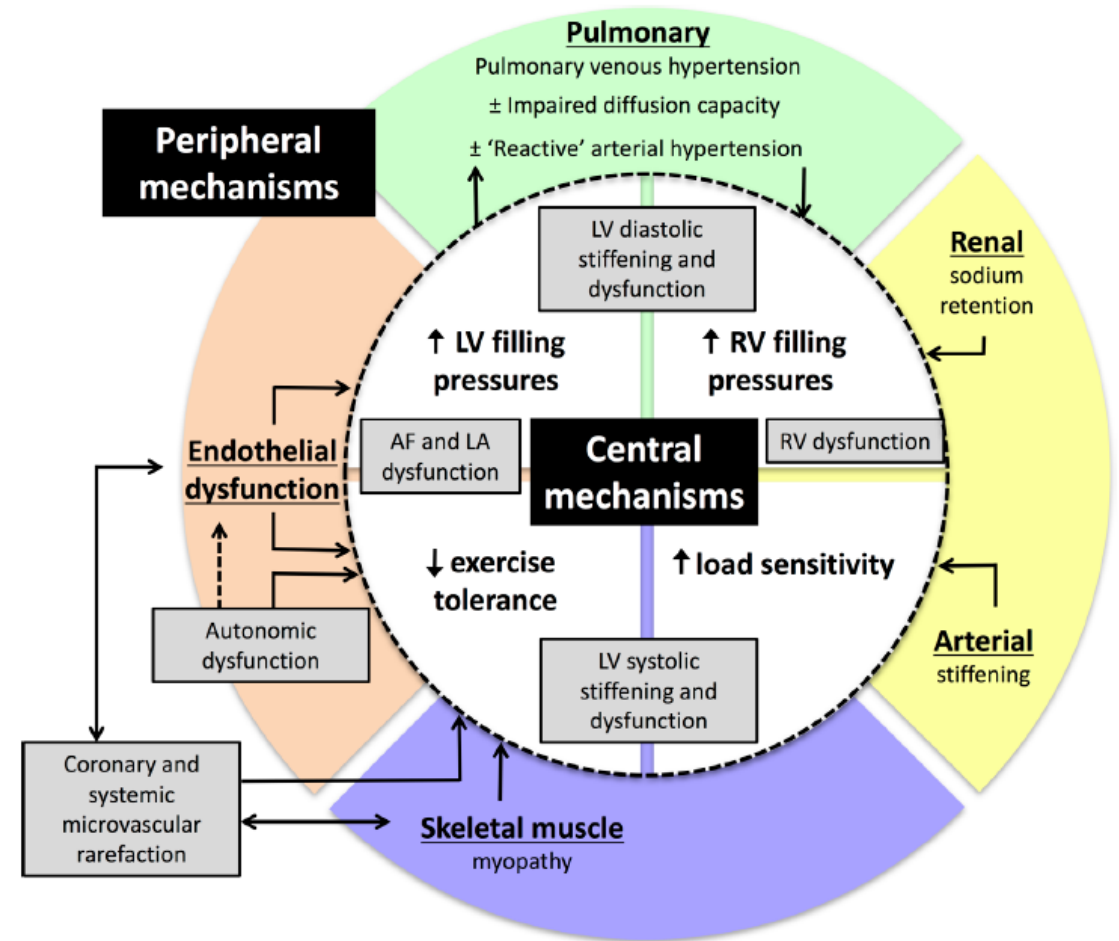 Pulmonary
Pulmonary venous hypertension
± Impaired diffusion capacity
± ‘Reactive’ arterial hypertension
Peripheral
mechanisms
LV diastolic
stiffening and
dysfunction
Renal
sodium
retention
↑ LV filling
pressures
↑ RV filling
pressures
Endothelial
dysfunction
AF and LA
dysfunction
Central
mechanisms
RV dysfunction
↓ exercise
tolerance
↑ load sensitivity
Autonomic
dysfunction
LV systolic
stiffening and
dysfunction
Arterial
stiffening
Coronary and
systemic
microvascular
rarefaction
Skeletal muscle
myopathy